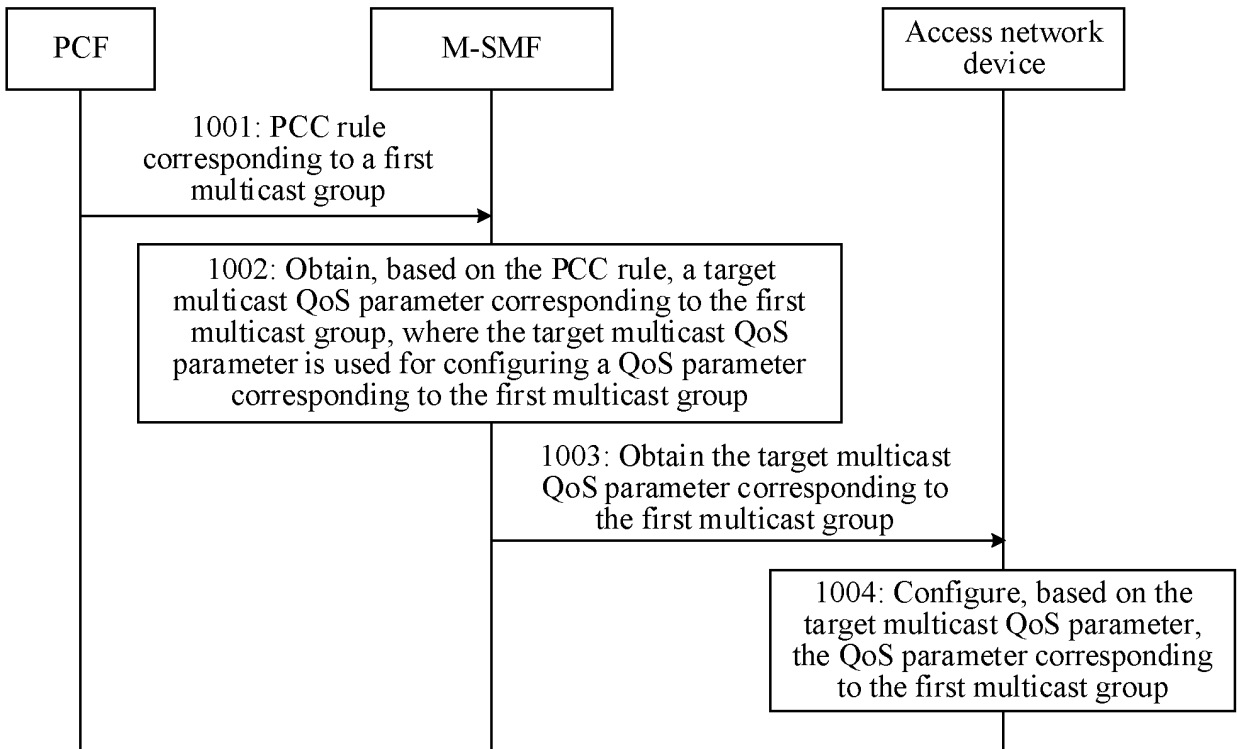 PCF
M-SMF
Access network
device
1001: PCC rule
corresponding to a first
multicast group
1002: Obtain, based on the PCC rule, a target
multicast QoS parameter corresponding to the first
multicast group, where the target multicast QoS
parameter is used for configuring a QoS parameter
corresponding to the first multicast group
1003: Obtain the target multicast
QoS parameter corresponding to
the first multicast group
1004: Configure, based on the
target multicast QoS parameter,
the QoS parameter corresponding
to the first multicast group